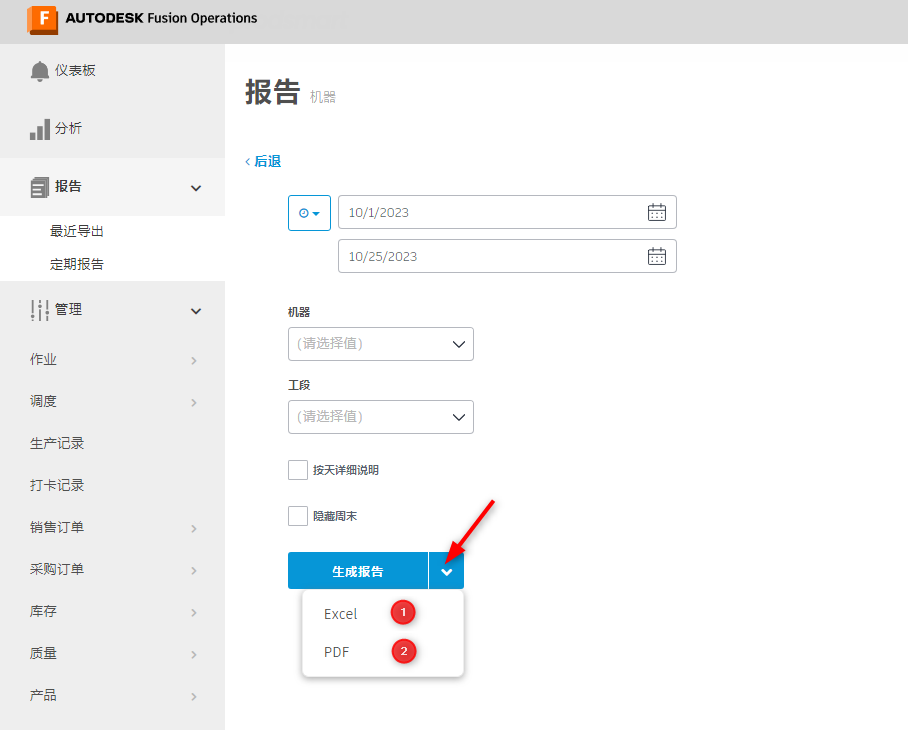 F AUTODESK Fusion Operations
仪表板
分析
报告
最近导出
定期报告
管理
作业
调度
生产记录
打卡记录
销售订单
采购订单
库存
质量
产品
报告 机器
‹ 后退
10/1/2023
10/25/2023
机器
(请选择值)
工段
(请选择值)
按天详细说明
隐藏周末
生成报告
Excel 1
PDF 2